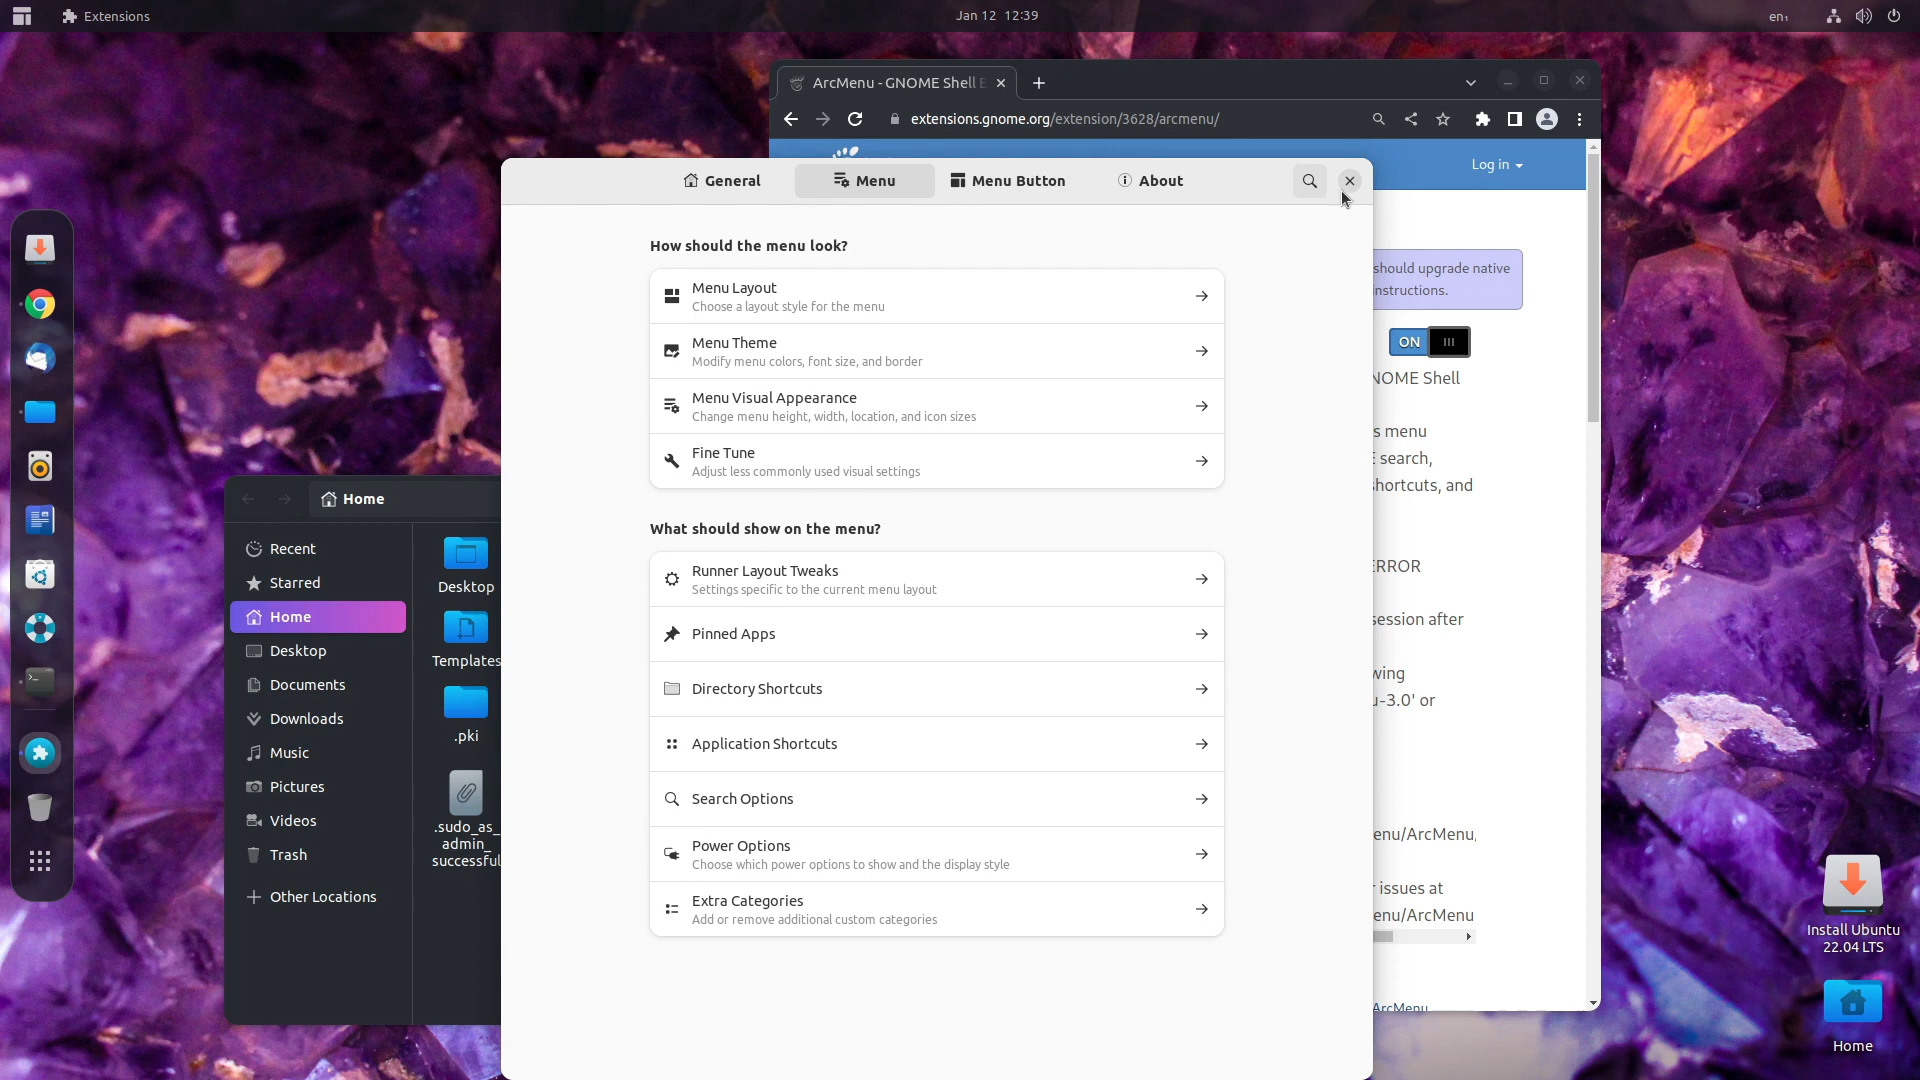 Extensions
Jan 12 12:39
en₁
ArcMenu - GNOME Shell E
extensions.gnome.org/extension/3628/arcmenu/
Log in
General
Menu
Menu Button
About
How should the menu look?
Menu Layout
Choose a layout style for the menu
Menu Theme
Modify menu colors, font size, and border
Menu Visual Appearance
Change menu height, width, location, and icon sizes
Fine Tune
Adjust less commonly used visual settings
What should show on the menu?
Runner Layout Tweaks
Settings specific to the current menu layout
Pinned Apps
Directory Shortcuts
Application Shortcuts
Search Options
Power Options
Choose which power options to show and the display style
Extra Categories
Add or remove additional custom categories
should upgrade native
nstructions.
ON
NOME Shell
s menu
E search,
hortcuts, and
ERROR
session after
wing
u-3.0' or
enu/ArcMenu,
r issues at
enu/ArcMenu
ArcMenu
Home
Recent
Starred
Home
Desktop
Documents
Downloads
Music
Pictures
Videos
Trash
Other Locations
Desktop
Templates
.pki
.sudo_as_
admin_
successful
Install Ubuntu
22.04 LTS
Home